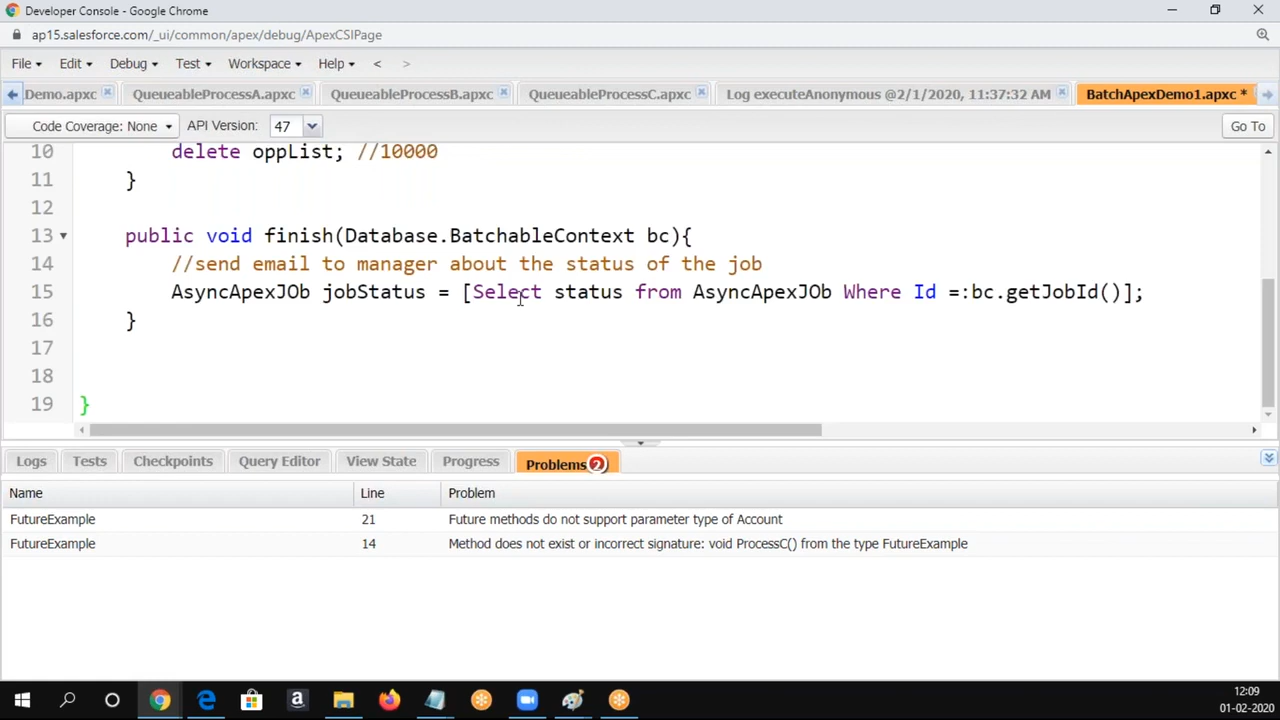 Developer Console - Google Chrome
ap15.salesforce.com/_ui/common/apex/debug/ApexCSIPage
File Edit Debug Test Workspace Help < >
Demo.apxc QueueableProcessA.apxc QueueableProcessB.apxc QueueableProcessC.apxc Log executeAnonymous @2/1/2020, 11:37:32 AM BatchApexDemo1.apxc *
Code Coverage: None API Version: 47 Go To
10 delete oppList; //10000
11 }
12
13 public void finish(Database.BatchableContext bc){
14 //send email to manager about the status of the job
15 AsyncApexJOb jobStatus = [Select status from AsyncApexJOb Where Id =:bc.getJobId()];
16 }
17
18
19 }
Logs Tests Checkpoints Query Editor View State Progress Problems 2
Name Line Problem
FutureExample 21 Future methods do not support parameter type of Account
FutureExample 14 Method does not exist or incorrect signature: void ProcessC() from the type FutureExample
12:09
01-02-2020